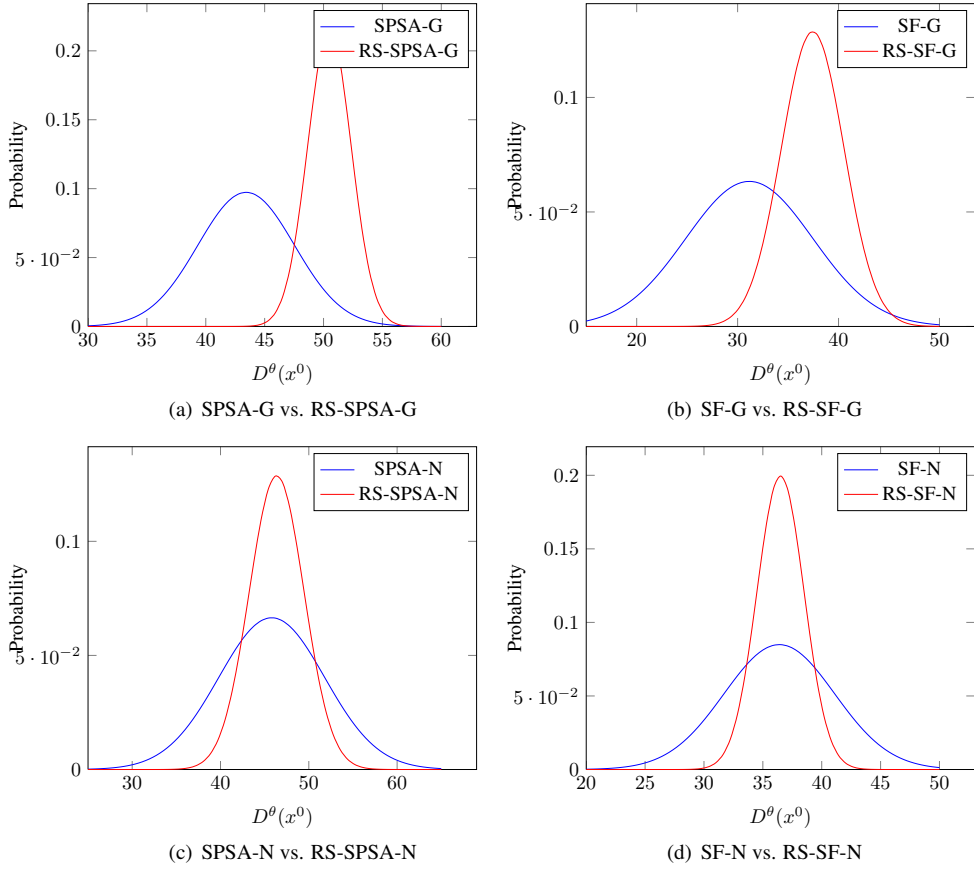 SPSA-G
RS-SPSA-G
0.2
0.15
0.1
5 · 10⁻²
0
Probability
30 35 40 45 50 55 60
D^θ(x⁰)
(a) SPSA-G vs. RS-SPSA-G
SF-G
RS-SF-G
0.1
5 · 10⁻²
0
Probability
20 30 40 50
D^θ(x⁰)
(b) SF-G vs. RS-SF-G
SPSA-N
RS-SPSA-N
0.1
5 · 10⁻²
0
Probability
30 40 50 60
D^θ(x⁰)
(c) SPSA-N vs. RS-SPSA-N
SF-N
RS-SF-N
0.2
0.15
0.1
5 · 10⁻²
0
Probability
20 25 30 35 40 45 50
D^θ(x⁰)
(d) SF-N vs. RS-SF-N